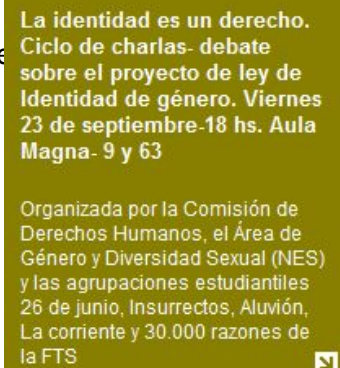 La identidad es un derecho.
Ciclo de charlas- debate
sobre el proyecto de ley de
Identidad de género. Viernes
23 de septiembre-18 hs. Aula
Magna- 9 y 63
Organizada por la Comisión de
Derechos Humanos, el Área de
Género y Diversidad Sexual (NES)
y las agrupaciones estudiantiles
26 de junio, Insurrectos, Aluvión,
La corriente y 30.000 razones de
la FTS